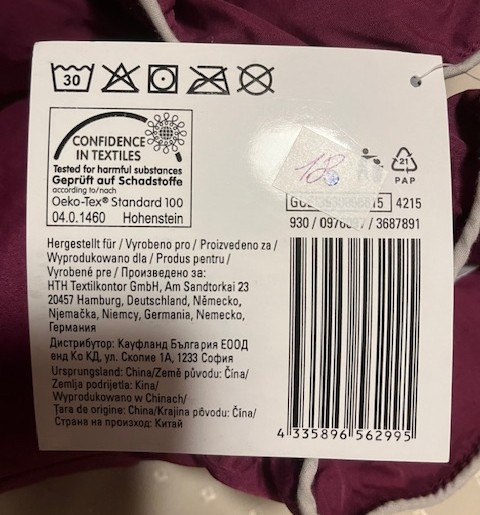 30
CONFIDENCE
IN TEXTILES
Tested for harmful substances
Geprüft auf Schadstoffe
according to/nach
Oeko-Tex® Standard 100
04.0.1460 Hohenstein
18
21
PAP
4215
930 / 3687891
Hergestellt für / Vyrobeno pro / Proizvedeno za /
Wyprodukowano dla / Produs pentru /
Vyrobené pre / Произведено за:
HTH Textilkontor GmbH, Am Sandtorkai 23
20457 Hamburg, Deutschland, Německo,
Njemačka, Niemcy, Germania, Nemecko,
Германия
Дистрибутор: Кауфланд България ЕООД
енд Ко КД, ул. Скопие 1А, 1233 София
Ursprungsland: China/Země původu: Čína/
Zemlja podrijetla: Kina/
Wyprodukowano w Chinach/
Ţara de origine: China/Krajina pôvodu: Čína/
Страна на произход: Китай
4 335896 562995